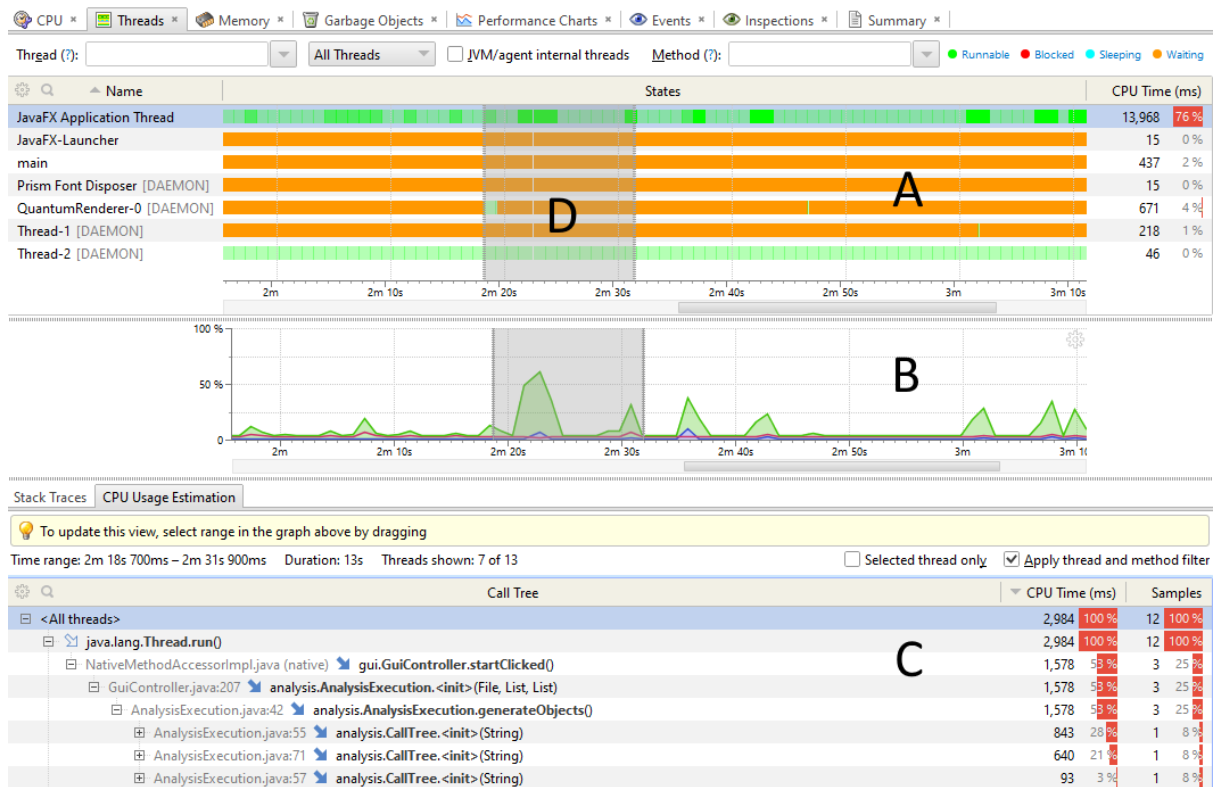 CPU × Threads × Memory × Garbage Objects × Performance Charts × Events × Inspections × Summary ×
Thread (?): All Threads JVM/agent internal threads Method (?): Runnable Blocked Sleeping Waiting
Name States CPU Time (ms)
JavaFX Application Thread 13,968 76 %
JavaFX-Launcher 15 0 %
main 437 2 %
Prism Font Disposer [DAEMON] 15 0 %
QuantumRenderer-0 [DAEMON] 671 4 %
Thread-1 [DAEMON] 218 1 %
Thread-2 [DAEMON] 46 0 %
A
D
2m 2m 10s 2m 20s 2m 30s 2m 40s 2m 50s 3m 3m 10s
100 %
50 %
0
B
2m 2m 10s 2m 20s 2m 30s 2m 40s 2m 50s 3m 3m 10
Stack Traces CPU Usage Estimation
To update this view, select range in the graph above by dragging
Time range: 2m 18s 700ms – 2m 31s 900ms Duration: 13s Threads shown: 7 of 13 Selected thread only Apply thread and method filter
Call Tree CPU Time (ms) Samples
<All threads> 2,984 100 % 12 100 %
java.lang.Thread.run() 2,984 100 % 12 100 %
C
NativeMethodAccessorImpl.java (native) gui.GuiController.startClicked() 1,578 53 % 3 25 %
GuiController.java:207 analysis.AnalysisExecution.<init>(File, List, List) 1,578 53 % 3 25 %
AnalysisExecution.java:42 analysis.AnalysisExecution.generateObjects() 1,578 53 % 3 25 %
AnalysisExecution.java:55 analysis.CallTree.<init>(String) 843 28 % 1 8 %
AnalysisExecution.java:71 analysis.CallTree.<init>(String) 640 21 % 1 8 %
AnalysisExecution.java:57 analysis.CallTree.<init>(String) 93 3 % 1 8 %